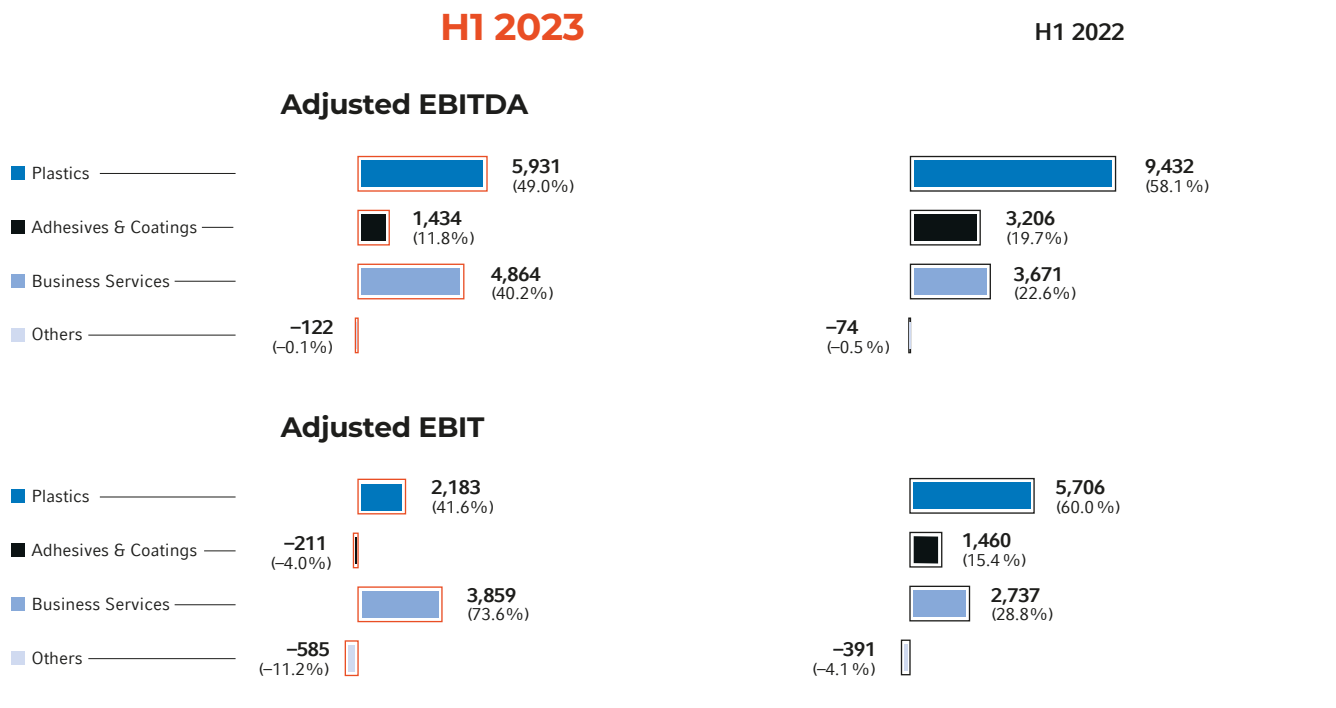 H1 2023
H1 2022
Adjusted EBITDA
Plastics
5,931
(49.0%)
9,432
(58.1 %)
Adhesives & Coatings
1,434
(11.8%)
3,206
(19.7%)
Business Services
4,864
(40.2%)
3,671
(22.6%)
Others
–122
(–0.1%)
–74
(–0.5 %)
Adjusted EBIT
Plastics
2,183
(41.6%)
5,706
(60.0 %)
Adhesives & Coatings
–211
(–4.0%)
1,460
(15.4 %)
Business Services
3,859
(73.6%)
2,737
(28.8%)
Others
–585
(–11.2%)
–391
(–4.1 %)